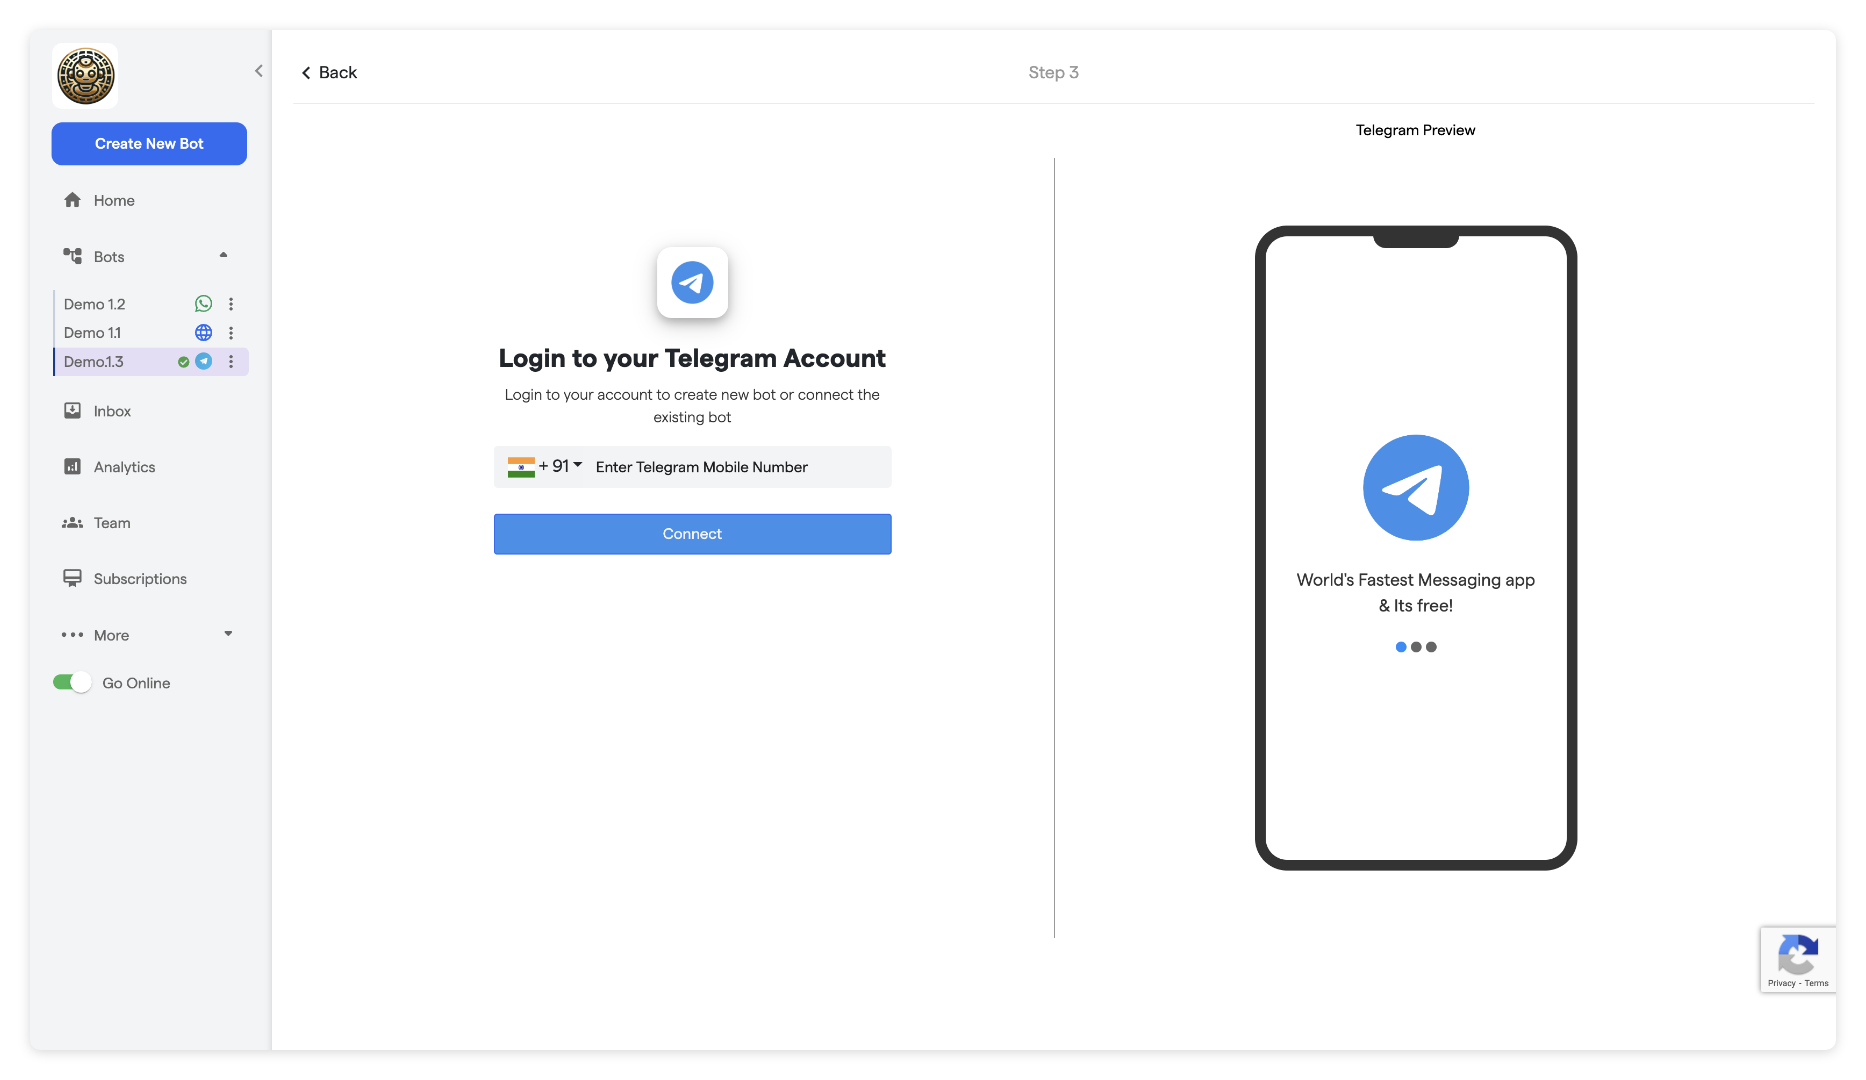 Back
Step 3
Create New Bot
Home
Bots
Demo 1.2
Demo 1.1
Demo.1.3
Inbox
Analytics
Team
Subscriptions
More
Go Online
Login to your Telegram Account
Login to your account to create new bot or connect the
existing bot
+ 91 Enter Telegram Mobile Number
Connect
Telegram Preview
World's Fastest Messaging app
& Its free!
Privacy - Terms